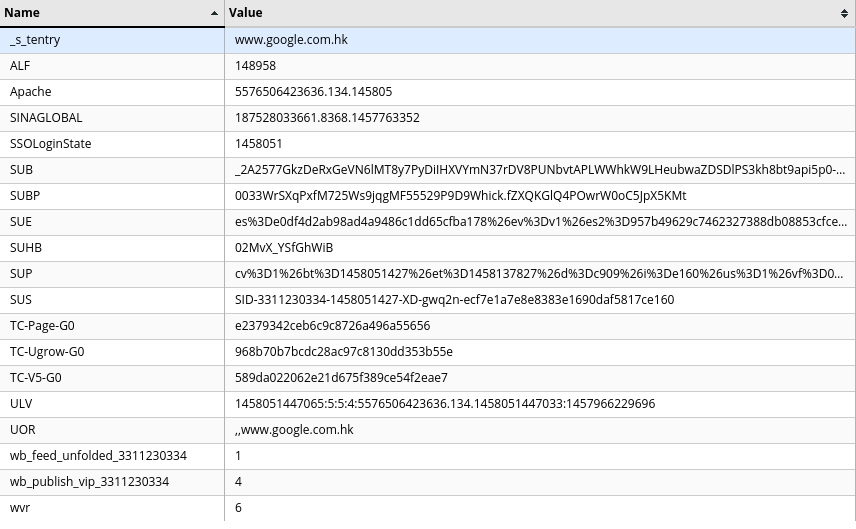 Name Value
_s_tentry www.google.com.hk
ALF 148958
Apache 5576506423636.134.145805
SINAGLOBAL 187528033661.8368.1457763352
SSOLoginState 1458051
SUB _2A2577GkzDeRxGeVN6lMT8y7PyDiIHXVYmN37rDV8PUNbvtAPLWWhkW9LHeubwaZDSDlPS3kh8bt9api5p0-...
SUBP 0033WrSXqPxfM725Ws9jqgMF55529P9D9Whick.fZXQKGlQ4POwrW0oC5JpX5KMt
SUE es%3De0df4d2ab98ad4a9486c1dd65cfba178%26ev%3Dv1%26es2%3D957b49629c7462327388db08853cfce...
SUHB 02MvX_YSfGhWiB
SUP cv%3D1%26bt%3D1458051427%26et%3D1458137827%26d%3Dc909%26i%3De160%26us%3D1%26vf%3D0...
SUS SID-3311230334-1458051427-XD-gwq2n-ecf7e1a7e8e8383e1690daf5817ce160
TC-Page-G0 e2379342ceb6c9c8726a496a55656
TC-Ugrow-G0 968b70b7bcdc28ac97c8130dd353b55e
TC-V5-G0 589da022062e21d675f389ce54f2eae7
ULV 1458051447065:5:5:4:5576506423636.134.1458051447033:1457966229696
UOR ,,www.google.com.hk
wb_feed_unfolded_3311230334 1
wb_publish_vip_3311230334 4
wvr 6